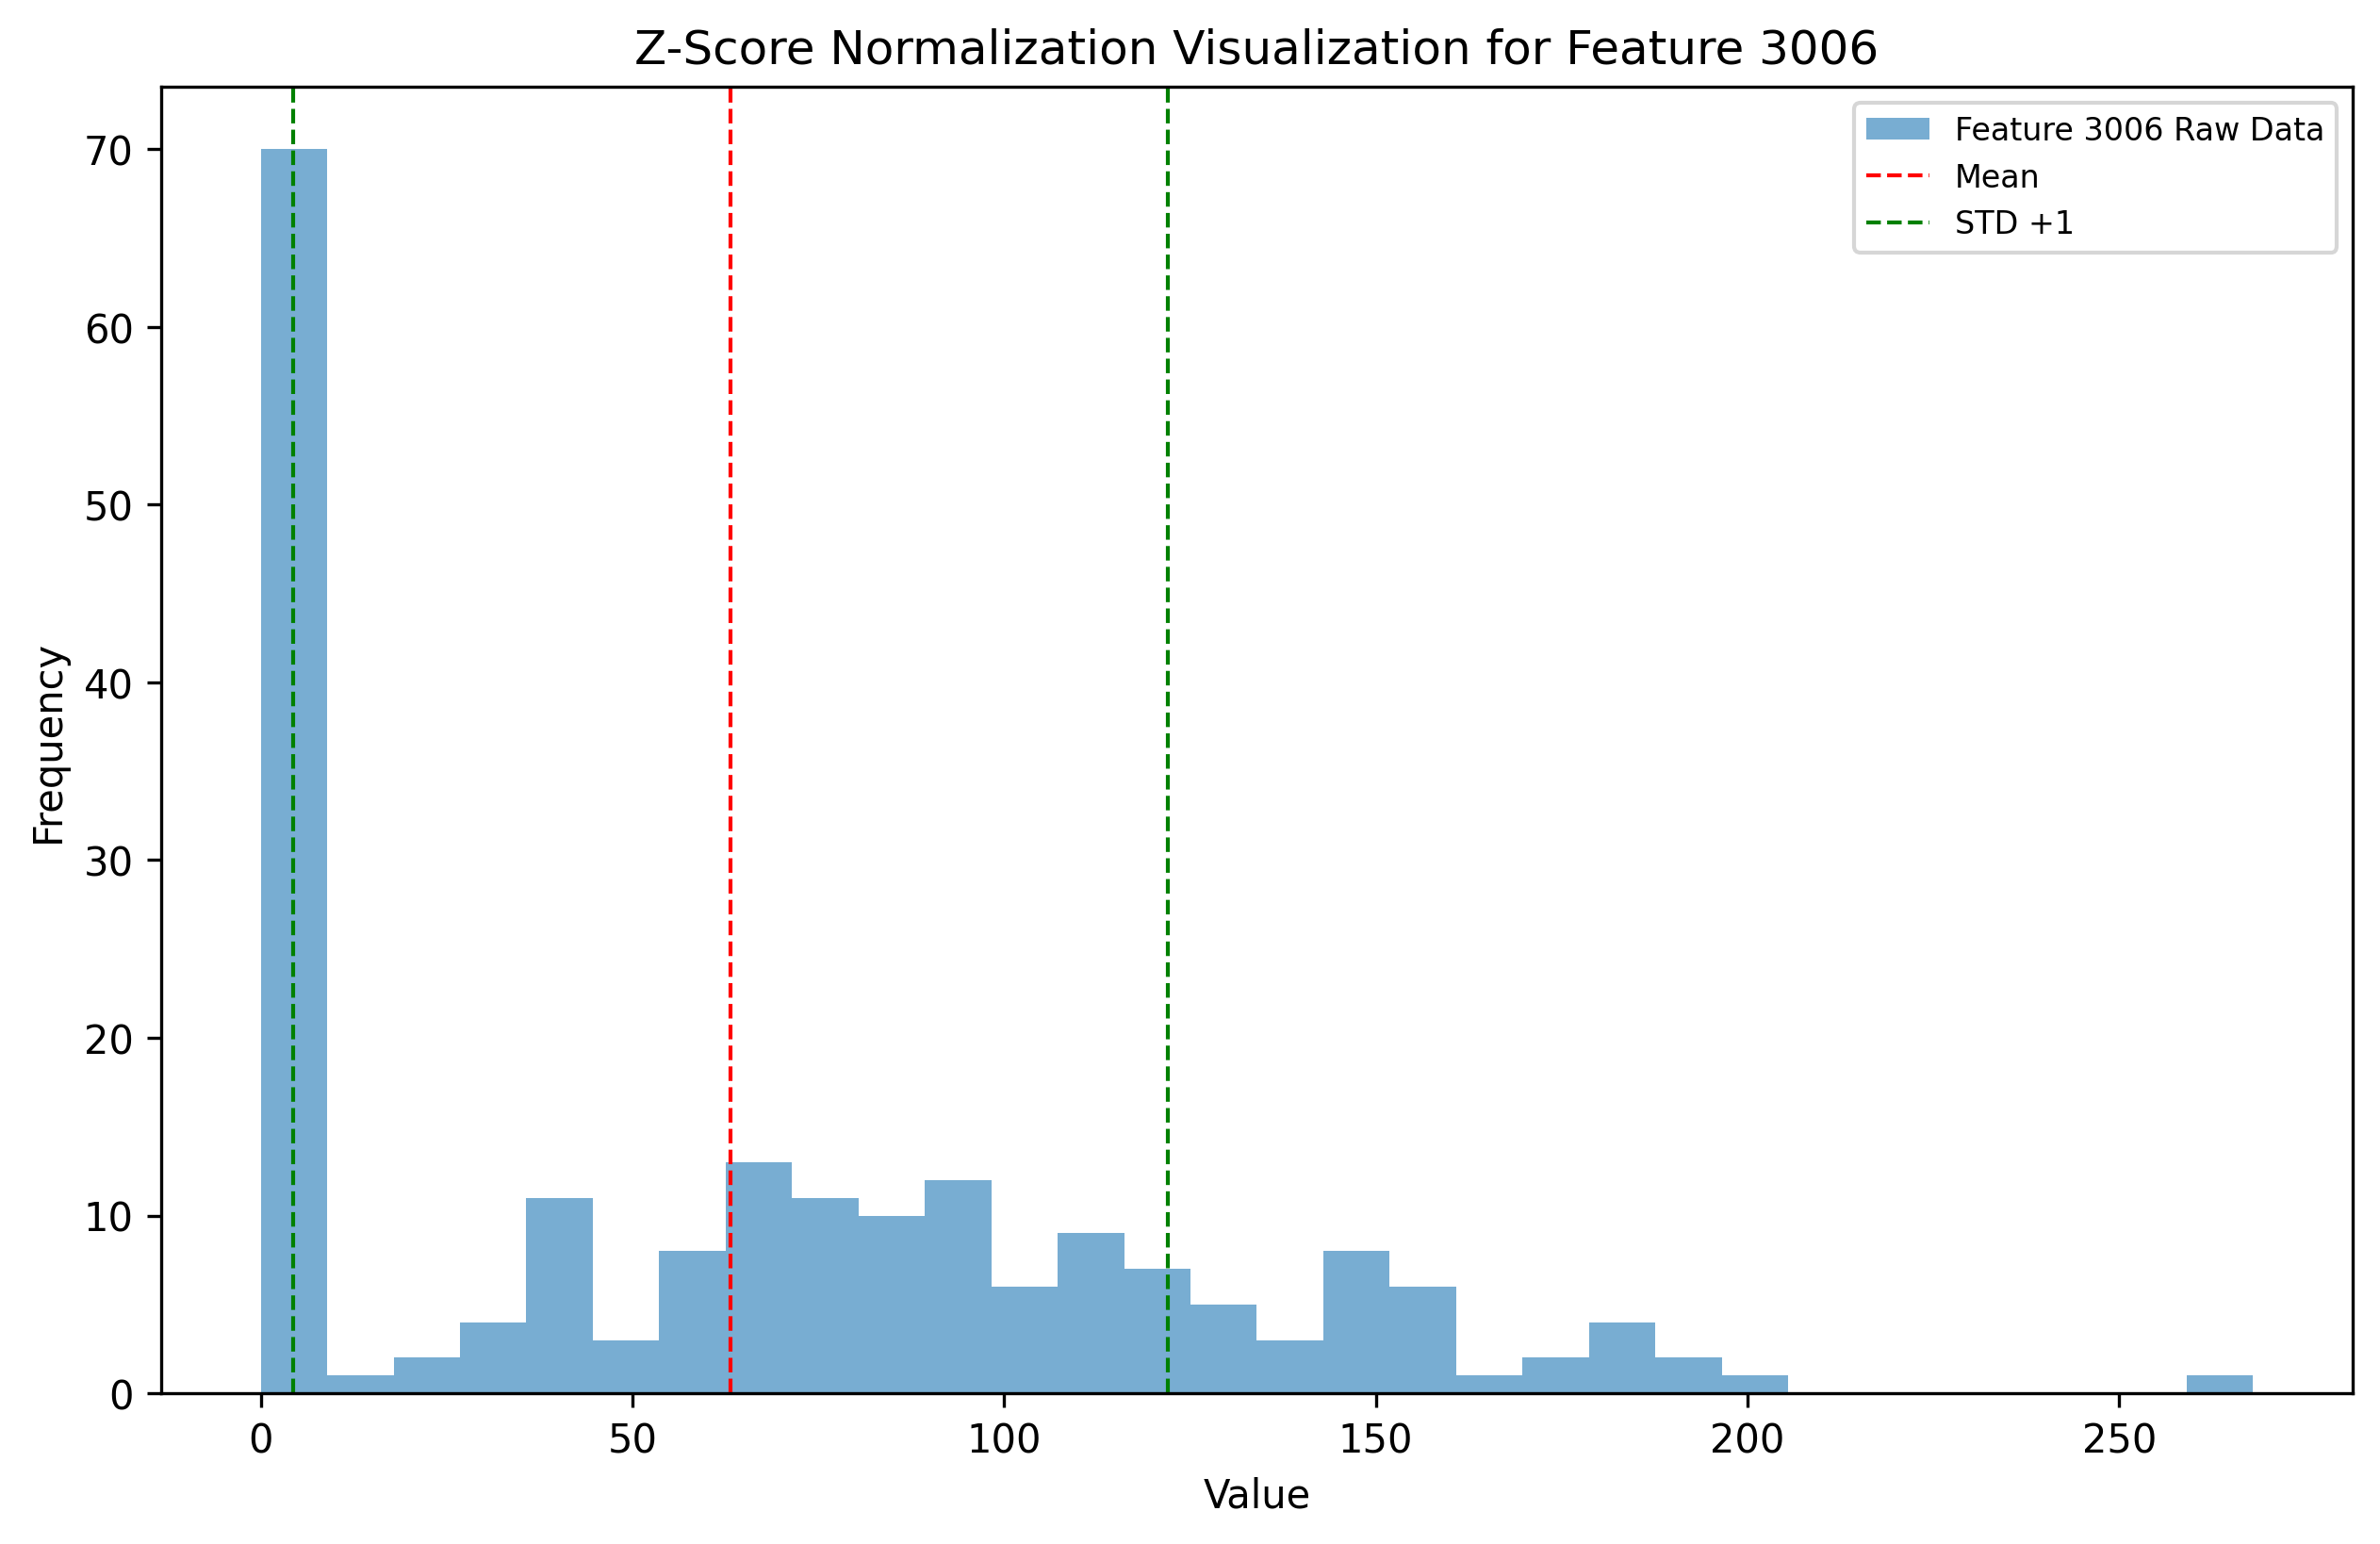 Z-Score Normalization Visualization for Feature 3006
Feature 3006 Raw Data
Mean
STD +1
70
60
50
40
30
20
10
0
Frequency
0 50 100 150 200 250
Value